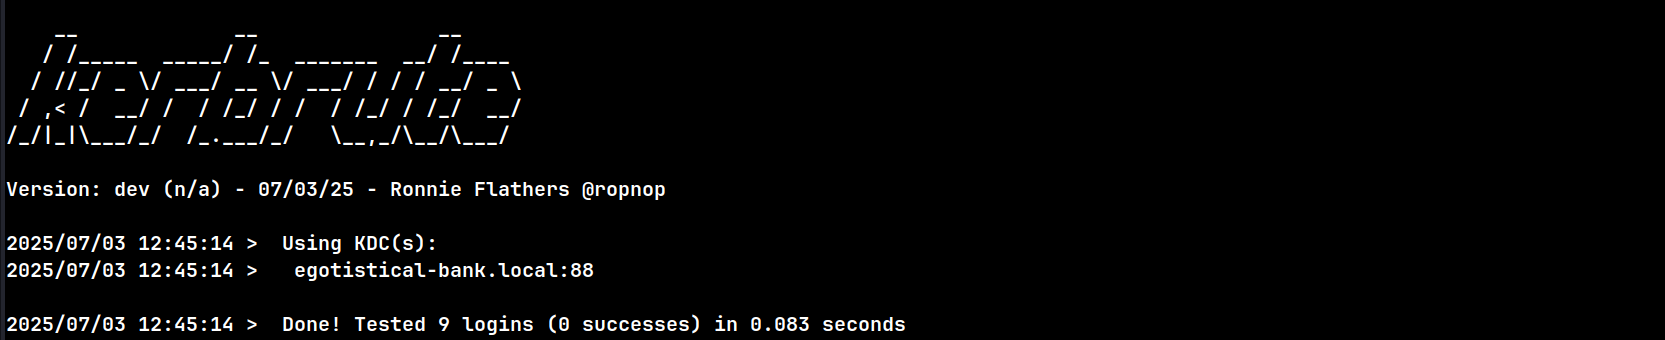 __             __               __
   / /_____  _____/ /_  _______  __/ /____
  / //_/ _ \/ ___/ __ \/ ___/ / / / __/ _ \
 / ,< /  __/ /  / /_/ / /  / /_/ / /_/  __/
/_/|_|\___/_/  /_.___/_/   \__,_/\__/\___/
Version: dev (n/a) - 07/03/25 - Ronnie Flathers @ropnop
2025/07/03 12:45:14 >  Using KDC(s):
2025/07/03 12:45:14 >   egotistical-bank.local:88
2025/07/03 12:45:14 >  Done! Tested 9 logins (0 successes) in 0.083 seconds